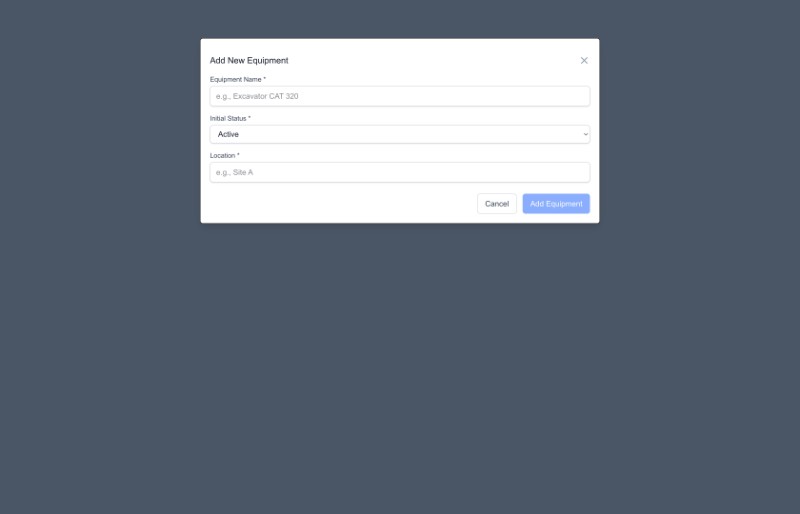 Add New Equipment
Equipment Name *
e.g., Excavator CAT 320
Initial Status *
Active
Location *
e.g., Site A
Cancel
Add Equipment